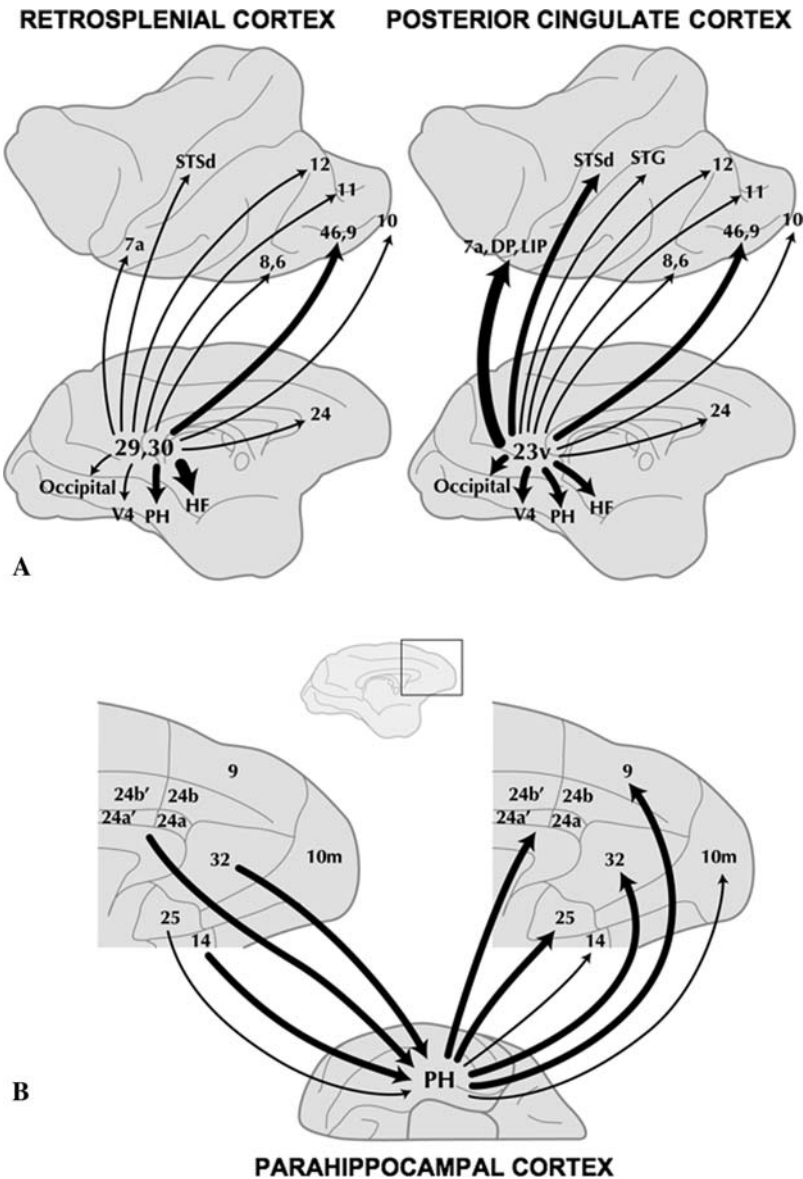 RETROSPLENIAL CORTEX POSTERIOR CINGULATE CORTEX
STSd
12
11
10
46,9
7a
8,6
24
29,30
Occipital
V4
PH
HF
STSd
STG
12
11
10
46,9
7a, DP, LIP
8,6
24
23v
Occipital
V4
PH
HF
A
9
24b'
24b
24a'
24a
32
10m
25
14
9
24b'
24b
24a'
24a
32
10m
25
14
PH
B
PARAHIPPOCAMPAL CORTEX